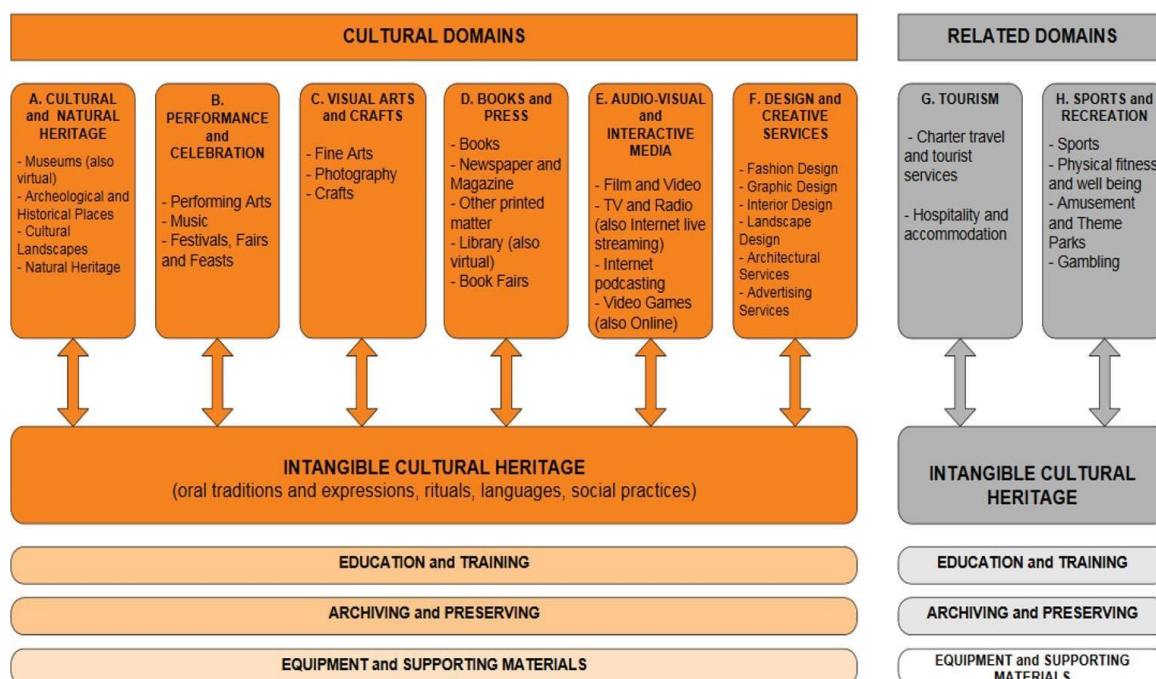 CULTURAL DOMAINS
RELATED DOMAINS
A. CULTURAL
and NATURAL
HERITAGE
- Museums (also
virtual)
- Archeological and
Historical Places
- Cultural
Landscapes
- Natural Heritage
B.
PERFORMANCE
and
CELEBRATION
- Performing Arts
- Music
- Festivals, Fairs
and Feasts
C. VISUAL ARTS
and CRAFTS
- Fine Arts
- Photography
- Crafts
D. BOOKS and
PRESS
- Books
- Newspaper and
Magazine
- Other printed
matter
- Library (also
virtual)
- Book Fairs
E. AUDIO-VISUAL
and
INTERACTIVE
MEDIA
- Film and Video
- TV and Radio
(also Internet live
streaming)
- Internet
podcasting
- Video Games
(also Online)
F. DESIGN and
CREATIVE
SERVICES
- Fashion Design
- Graphic Design
- Interior Design
- Landscape
Design
- Architectural
Services
- Advertising
Services
G. TOURISM
- Charter travel
and tourist
services
- Hospitality and
accommodation
H. SPORTS and
RECREATION
- Sports
- Physical fitness
and well being
- Amusement and
Theme
Parks
- Gambling
INTANGIBLE CULTURAL HERITAGE
(oral traditions and expressions, rituals, languages, social practices)
INTANGIBLE CULTURAL
HERITAGE
EDUCATION and TRAINING
EDUCATION and TRAINING
ARCHIVING and PRESERVING
ARCHIVING and PRESERVING
EQUIPMENT and SUPPORTING MATERIALS
EQUIPMENT and SUPPORTING
MATERIALS